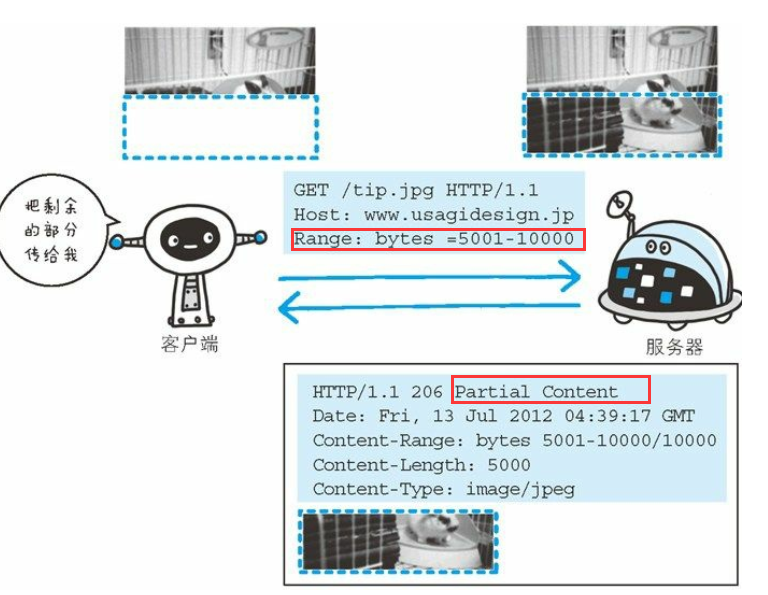 GET /tip.jpg HTTP/1.1
Host: www.usagidesign.jp
Range: bytes =5001-10000
把剩余
的部分
传给我
客户端
服务器
HTTP/1.1 206 Partial Content
Date: Fri, 13 Jul 2012 04:39:17 GMT
Content-Range: bytes 5001-10000/10000
Content-Length: 5000
Content-Type: image/jpeg